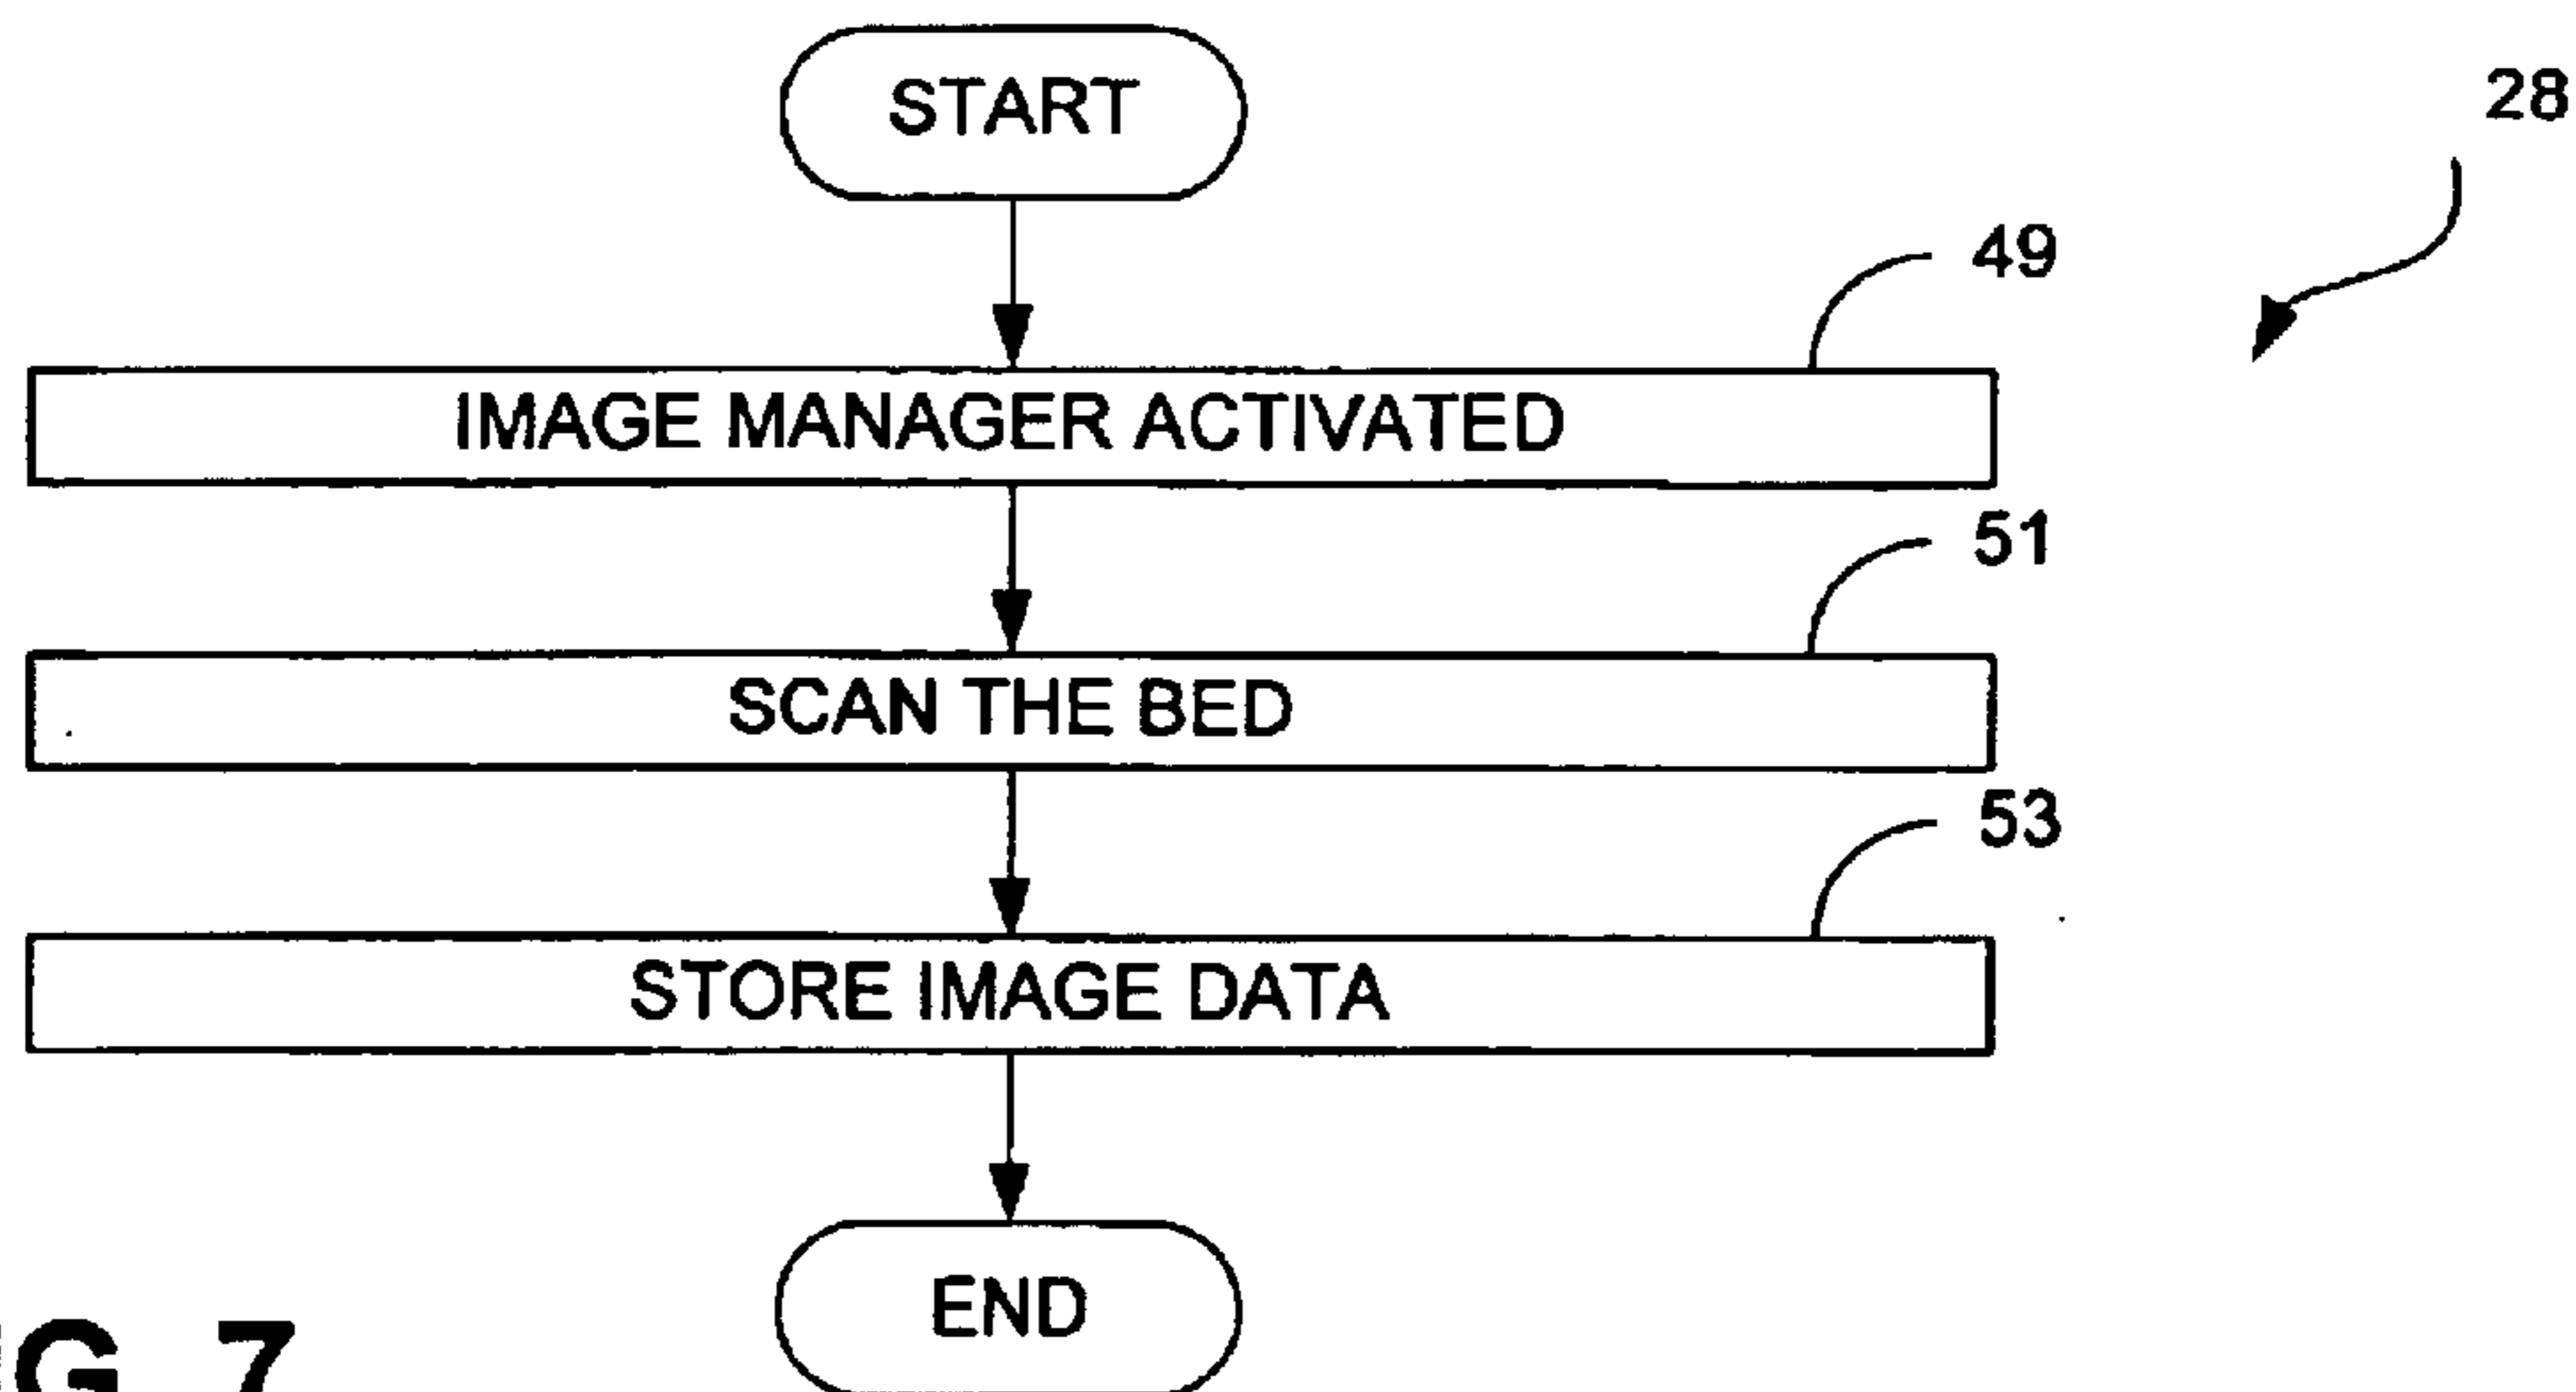 START
28
49
IMAGE MANAGER ACTIVATED
51
SCAN THE BED
53
STORE IMAGE DATA
END
G 7